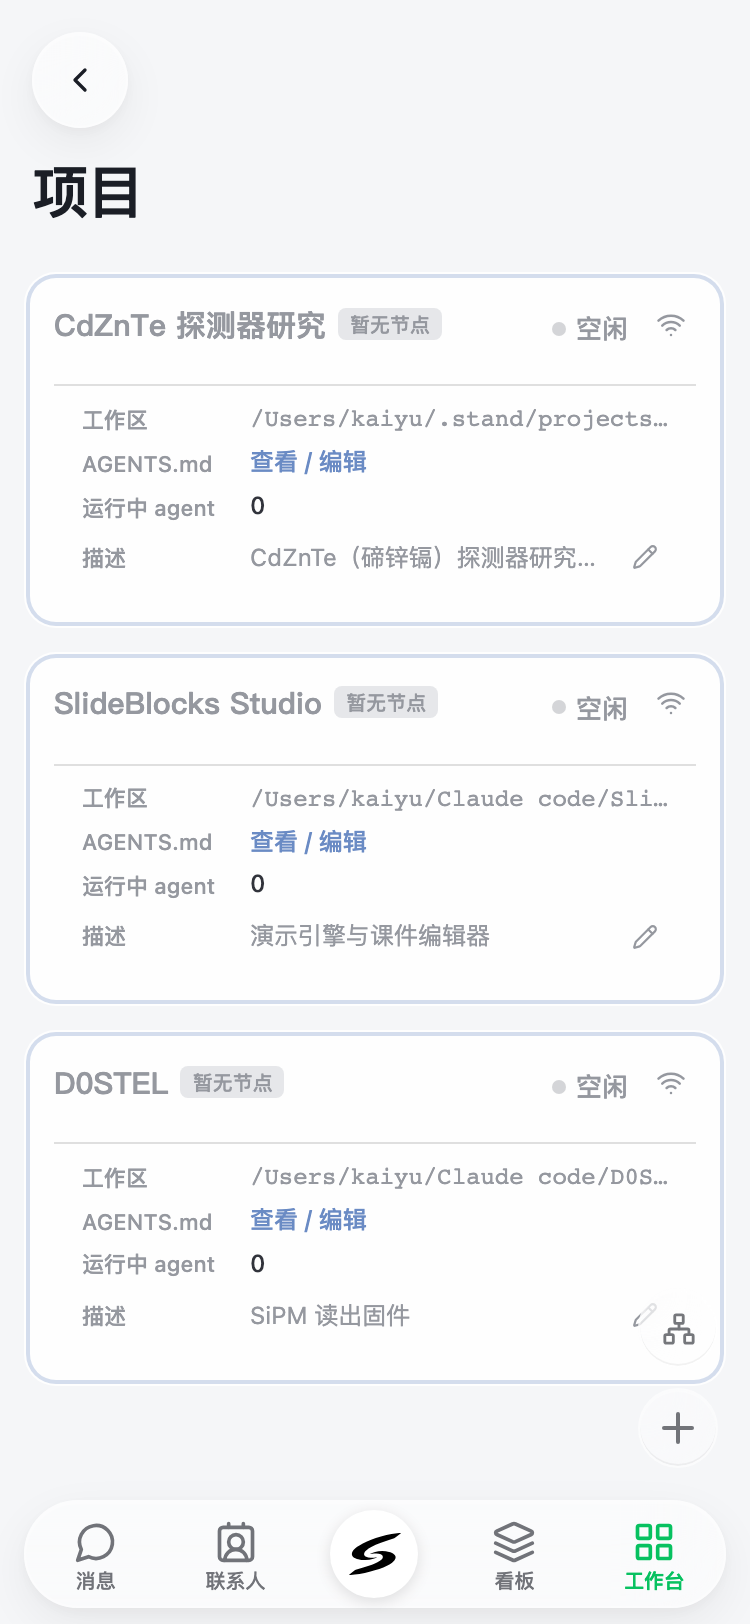 项目
CdZnTe 探测器研究 暂无节点 空闲
工作区 /Users/kaiyu/.stand/projects…
AGENTS.md 查看 / 编辑
运行中 agent 0
描述 CdZnTe（碲锌镉）探测器研究…
SlideBlocks Studio 暂无节点 空闲
工作区 /Users/kaiyu/Claude code/Sli…
AGENTS.md 查看 / 编辑
运行中 agent 0
描述 演示引擎与课件编辑器
D0STEL 暂无节点 空闲
工作区 /Users/kaiyu/Claude code/D0S…
AGENTS.md 查看 / 编辑
运行中 agent 0
描述 SiPM 读出固件
消息 联系人 看板 工作台